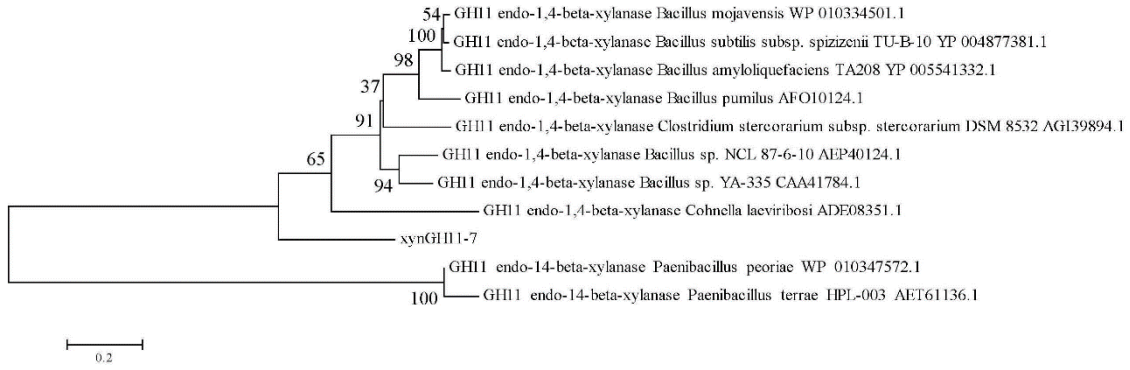 54
GH11 endo-1,4-beta-xylanase Bacillus mojavensis WP 010334501.1
100
GH11 endo-1,4-beta-xylanase Bacillus subtilis subsp. spizizenii TU-B-10 YP 004877381.1
98
GH11 endo-1,4-beta-xylanase Bacillus amyloliquefaciens TA208 YP 005541332.1
37
GH11 endo-1,4-beta-xylanase Bacillus pumilus AFO10124.1
91
GH11 endo-1,4-beta-xylanase Clostridium stercorarium subsp. stercorarium DSM 8532 AGI39894.1
65
GH11 endo-1,4-beta-xylanase Bacillus sp. NCL 87-6-10 AEP40124.1
94
GH11 endo-1,4-beta-xylanase Bacillus sp. YA-335 CAA41784.1
GH11 endo-1,4-beta-xylanase Cohnella laeviribosi ADE08351.1
xynGH11-7
GH11 endo-14-beta-xylanase Paenibacillus peoriae WP 010347572.1
100
GH11 endo-14-beta-xylanase Paenibacillus terrae HPL-003 AET61136.1
0.2